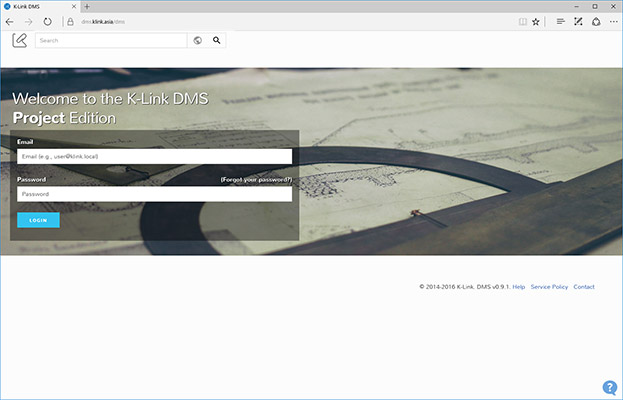 K-Link DMS
dms.klink.asia/dms
Search
Welcome to the K-Link DMS
Project Edition
Email
Email (e.g., user@klink.local)
Password (Forgot your password?)
Password
LOGIN
© 2014-2016 K-Link. DMS v0.9.1. Help Service Policy Contact
?